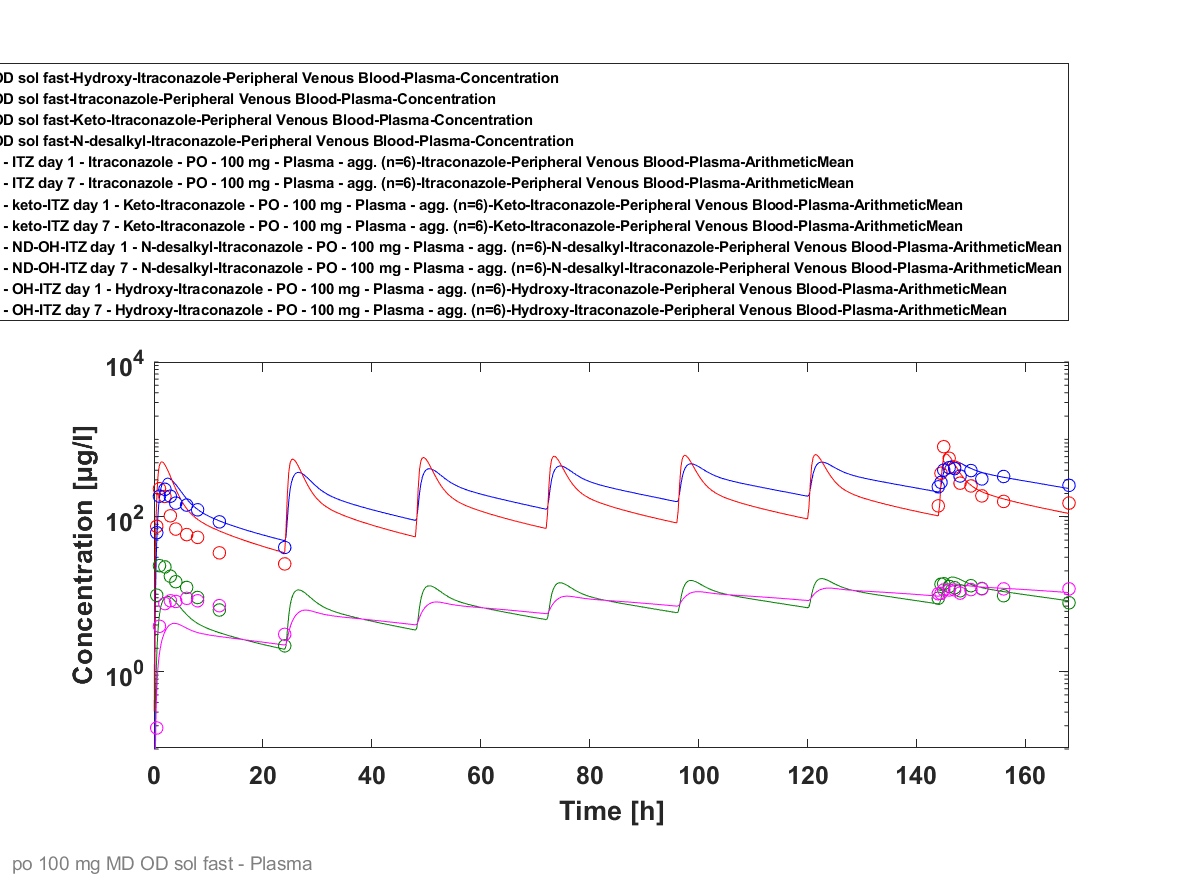 OD sol fast-Hydroxy-Itraconazole-Peripheral Venous Blood-Plasma-Concentration
OD sol fast-Itraconazole-Peripheral Venous Blood-Plasma-Concentration
OD sol fast-Keto-Itraconazole-Peripheral Venous Blood-Plasma-Concentration
OD sol fast-N-desalkyl-Itraconazole-Peripheral Venous Blood-Plasma-Concentration
- ITZ day 1 - Itraconazole - PO - 100 mg - Plasma - agg. (n=6)-Itraconazole-Peripheral Venous Blood-Plasma-ArithmeticMean
- ITZ day 7 - Itraconazole - PO - 100 mg - Plasma - agg. (n=6)-Itraconazole-Peripheral Venous Blood-Plasma-ArithmeticMean
- keto-ITZ day 1 - Keto-Itraconazole - PO - 100 mg - Plasma - agg. (n=6)-Keto-Itraconazole-Peripheral Venous Blood-Plasma-ArithmeticMean
- keto-ITZ day 7 - Keto-Itraconazole - PO - 100 mg - Plasma - agg. (n=6)-Keto-Itraconazole-Peripheral Venous Blood-Plasma-ArithmeticMean
- ND-OH-ITZ day 1 - N-desalkyl-Itraconazole - PO - 100 mg - Plasma - agg. (n=6)-N-desalkyl-Itraconazole-Peripheral Venous Blood-Plasma-ArithmeticMean
- ND-OH-ITZ day 7 - N-desalkyl-Itraconazole - PO - 100 mg - Plasma - agg. (n=6)-N-desalkyl-Itraconazole-Peripheral Venous Blood-Plasma-ArithmeticMean
- OH-ITZ day 1 - Hydroxy-Itraconazole - PO - 100 mg - Plasma - agg. (n=6)-Hydroxy-Itraconazole-Peripheral Venous Blood-Plasma-ArithmeticMean
- OH-ITZ day 7 - Hydroxy-Itraconazole - PO - 100 mg - Plasma - agg. (n=6)-Hydroxy-Itraconazole-Peripheral Venous Blood-Plasma-ArithmeticMean
10^4
10^2
10^0
Concentration [µg/l]
0 20 40 60 80 100 120 140 160
Time [h]
po 100 mg MD OD sol fast - Plasma